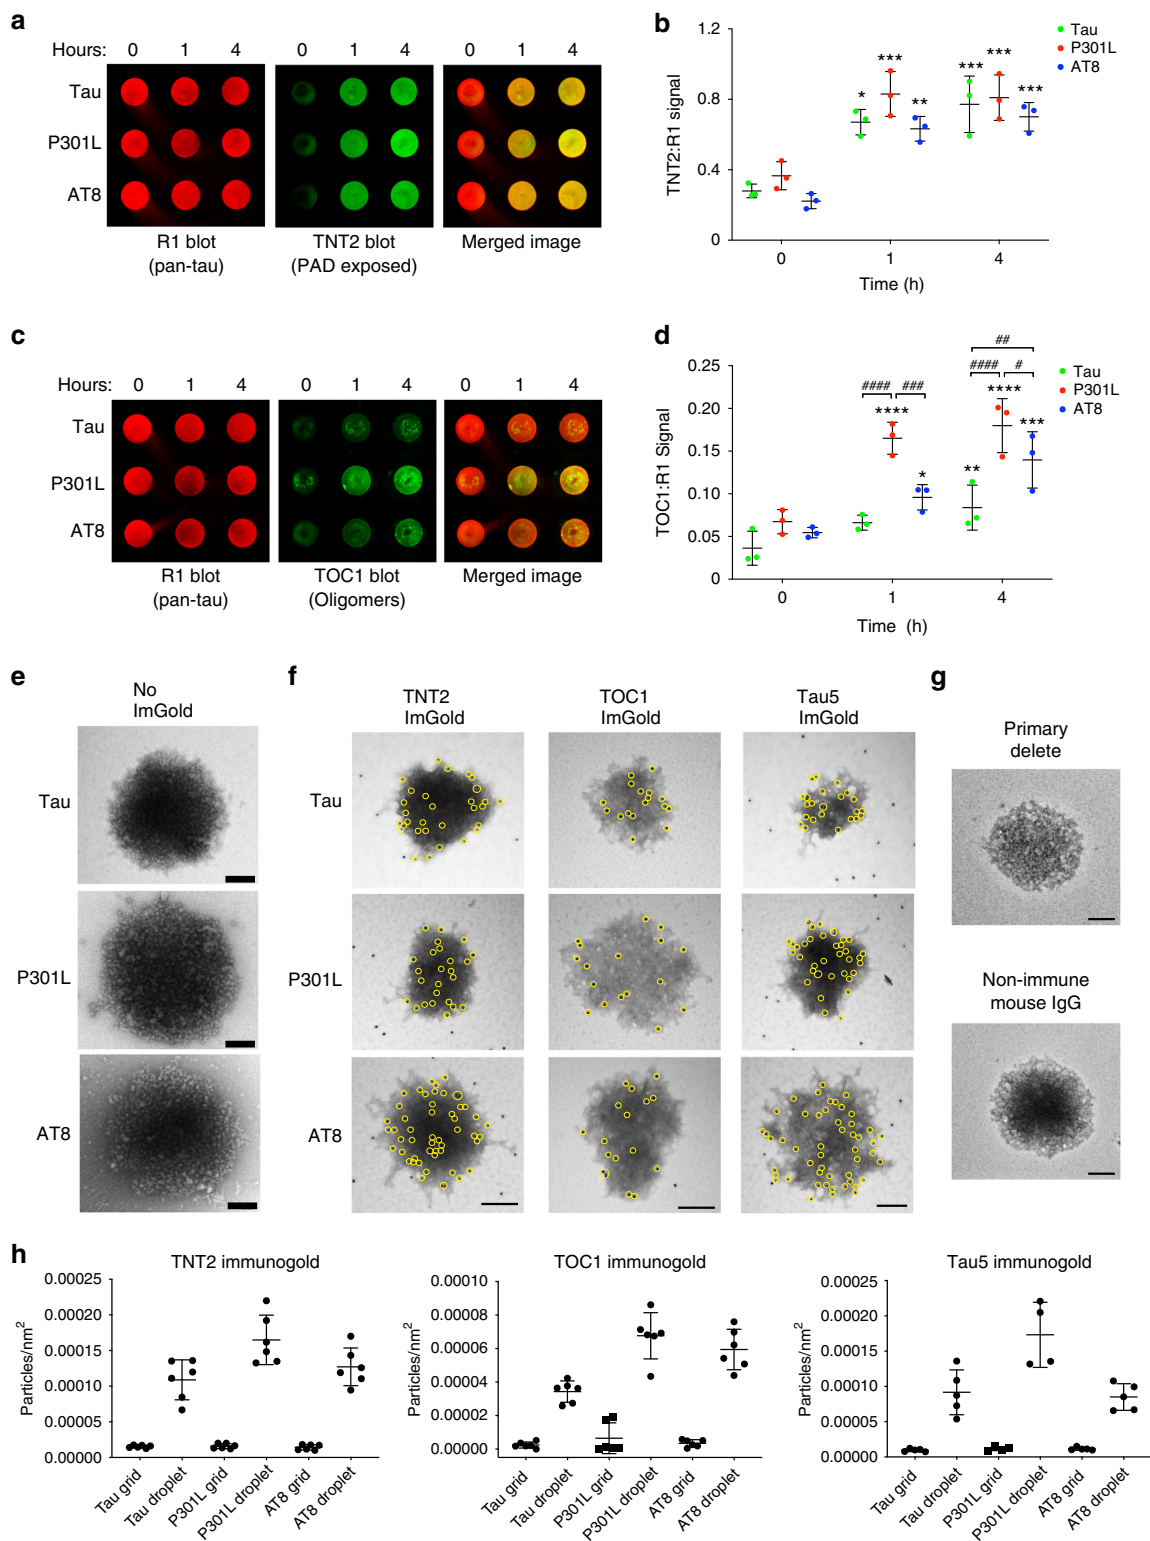 a
Hours: 0 1 4 0 1 4 0 1 4
Tau
P301L
AT8
R1 blot
(pan-tau)
TNT2 blot
(PAD exposed)
Merged image
b
TNT2:R1 signal
1.2
0.8
0.4
0
0 1 4
Time (h)
Tau
P301L
AT8
* *** **
*** *** ***
c
Hours: 0 1 4 0 1 4 0 1 4
Tau
P301L
AT8
R1 blot
(pan-tau)
TOC1 blot
(Oligomers)
Merged image
d
TOC1:R1 Signal
0.25
0.20
0.15
0.10
0.05
0
0 1 4
Time (h)
Tau
P301L
AT8
##
#### ### #### #
**** * ** **** ***
e
No
ImGold
Tau
P301L
AT8
f
TNT2
ImGold
TOC1
ImGold
Tau5
ImGold
Tau
P301L
AT8
g
Primary
delete
Non-immune
mouse IgG
h
TNT2 immunogold
Particles/nm²
0.00025
0.00020
0.00015
0.00010
0.00005
0.00000
Tau grid
Tau droplet
P301L grid
P301L droplet
AT8 grid
AT8 droplet
TOC1 immunogold
Particles/nm²
0.00010
0.00008
0.00006
0.00004
0.00002
0.00000
Tau grid
Tau droplet
P301L grid
P301L droplet
AT8 grid
AT8 droplet
Tau5 immunogold
Particles/nm²
0.00025
0.00020
0.00015
0.00010
0.00005
0.00000
Tau grid
Tau droplet
P301L grid
P301L droplet
AT8 grid
AT8 droplet